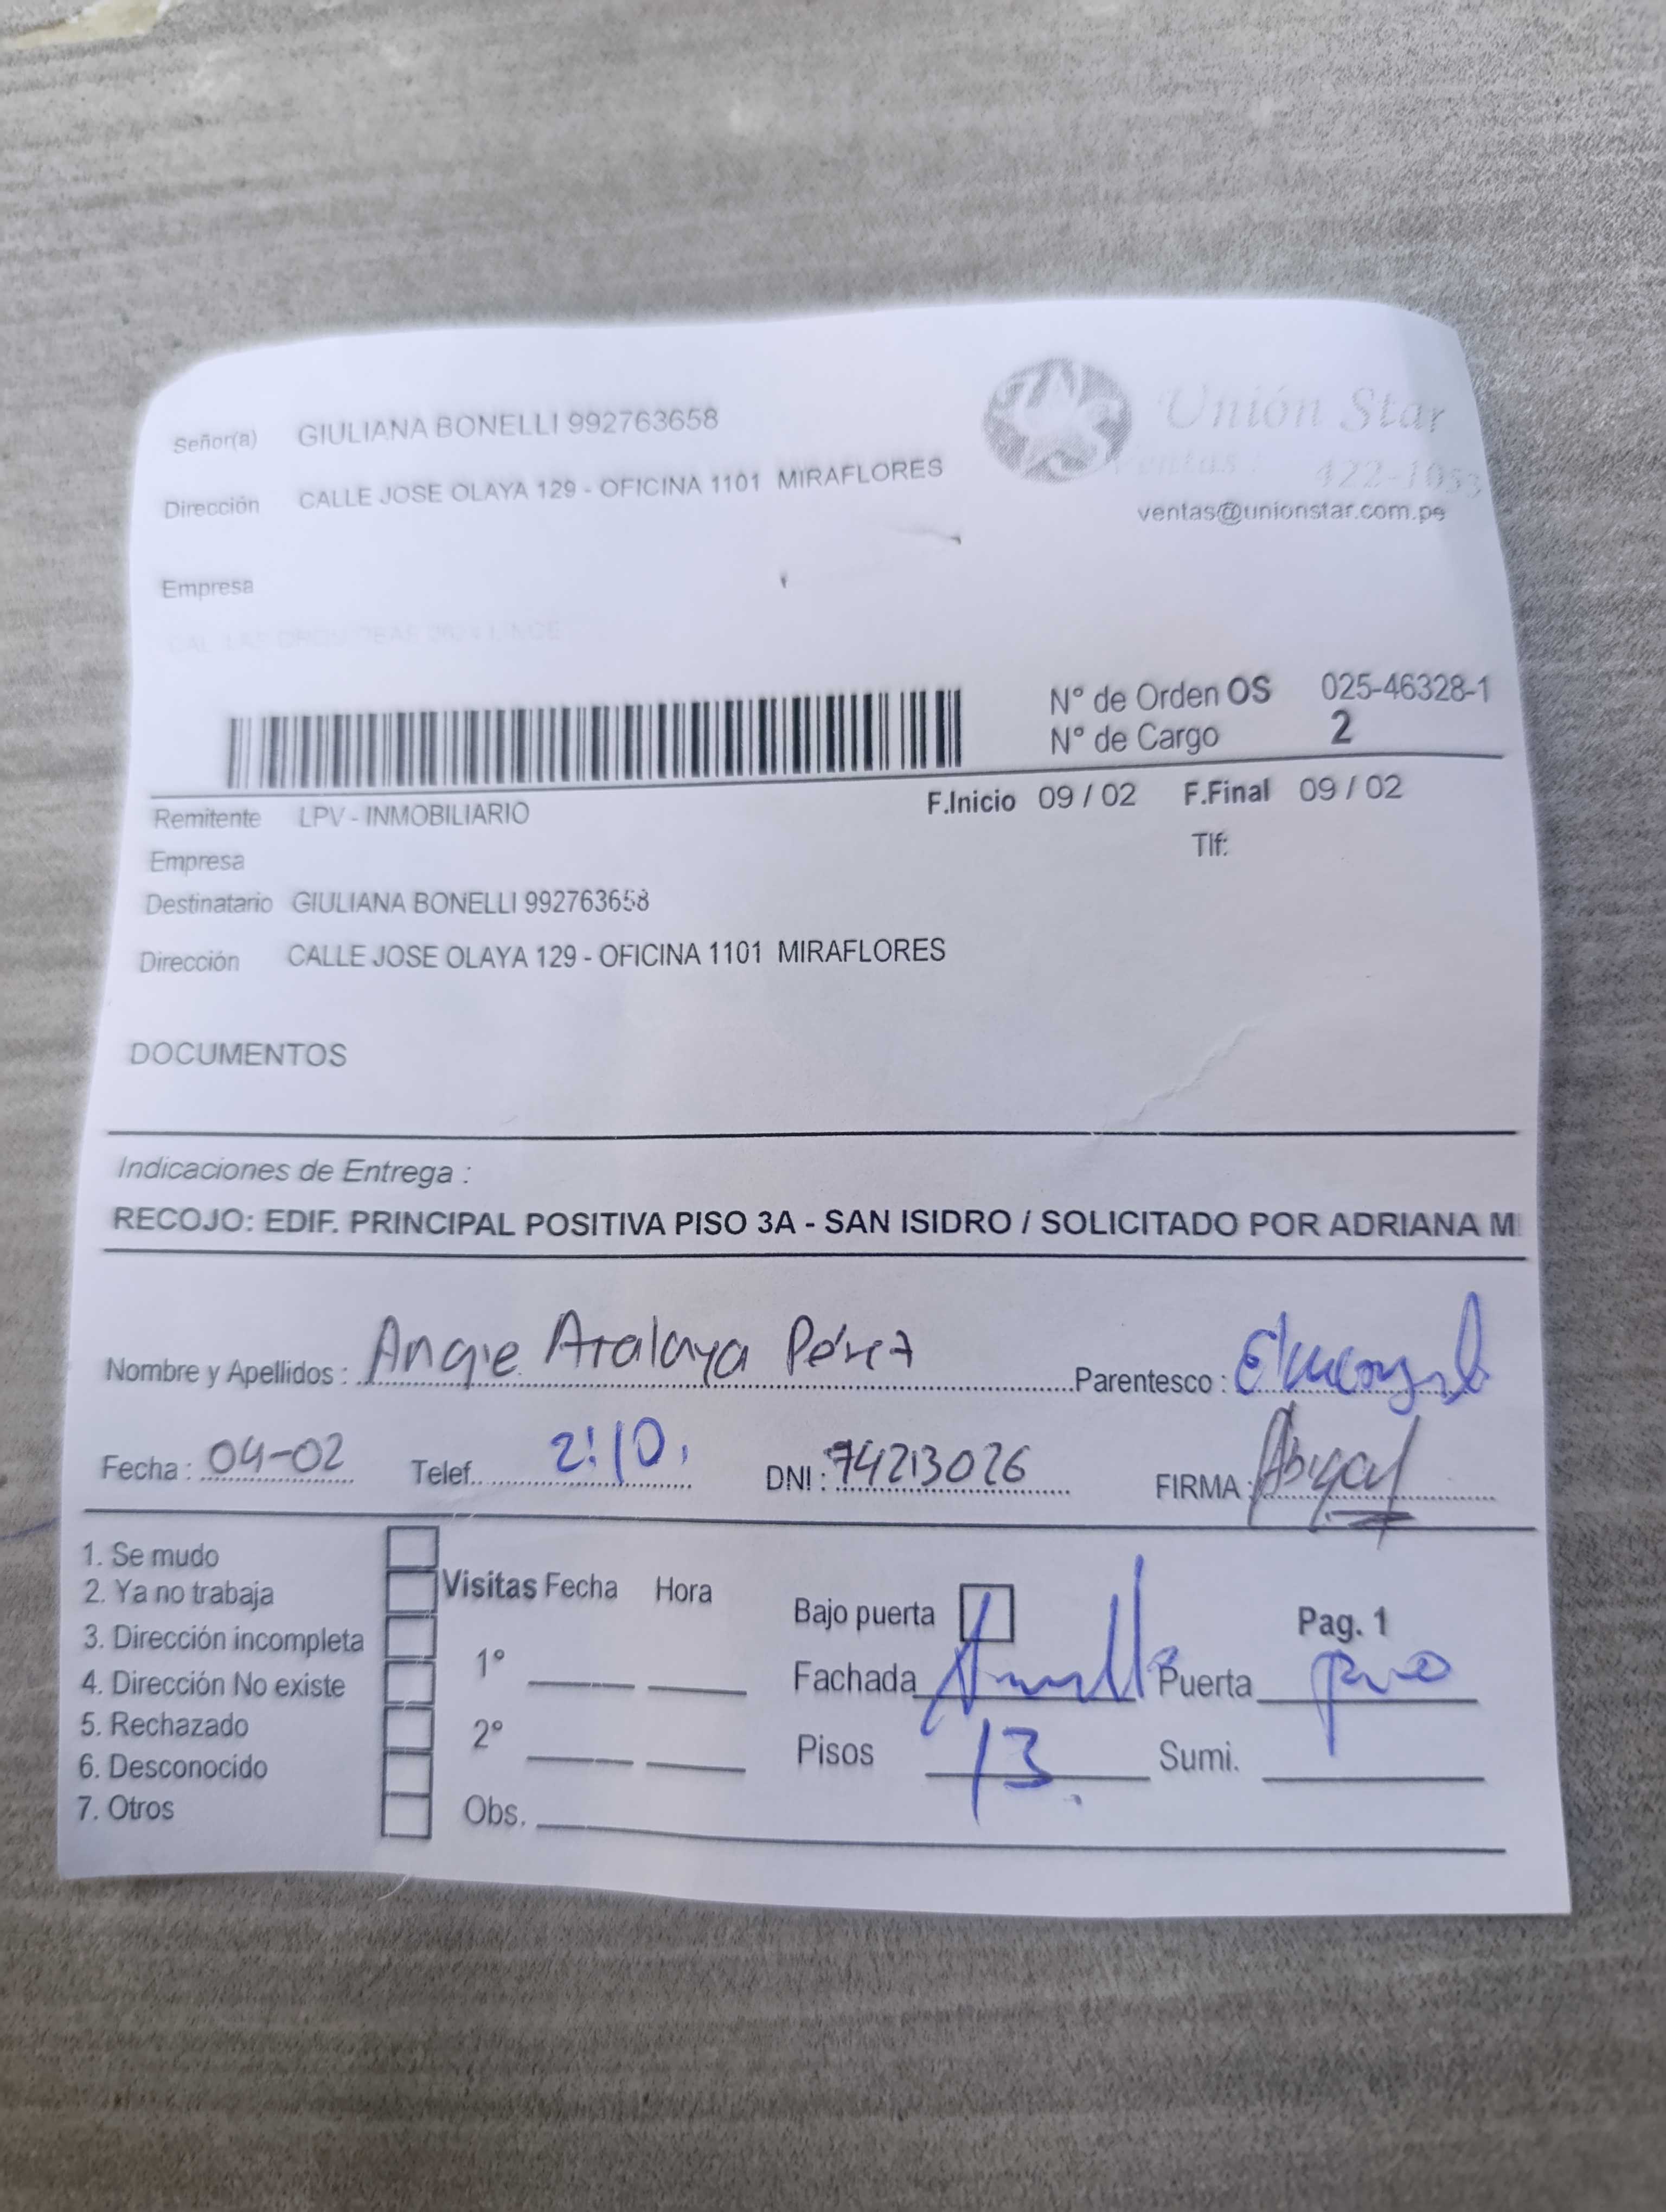 Señor(a) GIULIANA BONELLI 992763658
Unión Star
Dirección CALLE JOSE OLAYA 129 - OFICINA 1101 MIRAFLORES
Ventas : 422-1053
ventas@unionstar.com.pe
Empresa
N° de Orden OS 025-46328-1
N° de Cargo 2
Remitente LPV - INMOBILIARIO F.Inicio 09 / 02 F.Final 09 / 02
Empresa Tlf:
Destinatario GIULIANA BONELLI 992763658
Dirección CALLE JOSE OLAYA 129 - OFICINA 1101 MIRAFLORES
DOCUMENTOS
Indicaciones de Entrega :
RECOJO: EDIF. PRINCIPAL POSITIVA PISO 3A - SAN ISIDRO / SOLICITADO POR ADRIANA M
Nombre y Apellidos : Angie Atalaya Pérez Parentesco :
Fecha : 04-02 Telef. 2:10. DNI : 74213026 FIRMA :
1. Se mudo
2. Ya no trabaja Visitas Fecha Hora Bajo puerta Pag. 1
3. Dirección incompleta 1°
4. Dirección No existe Fachada Puerta
5. Rechazado 2°
6. Desconocido Pisos 13. Sumi.
7. Otros Obs.